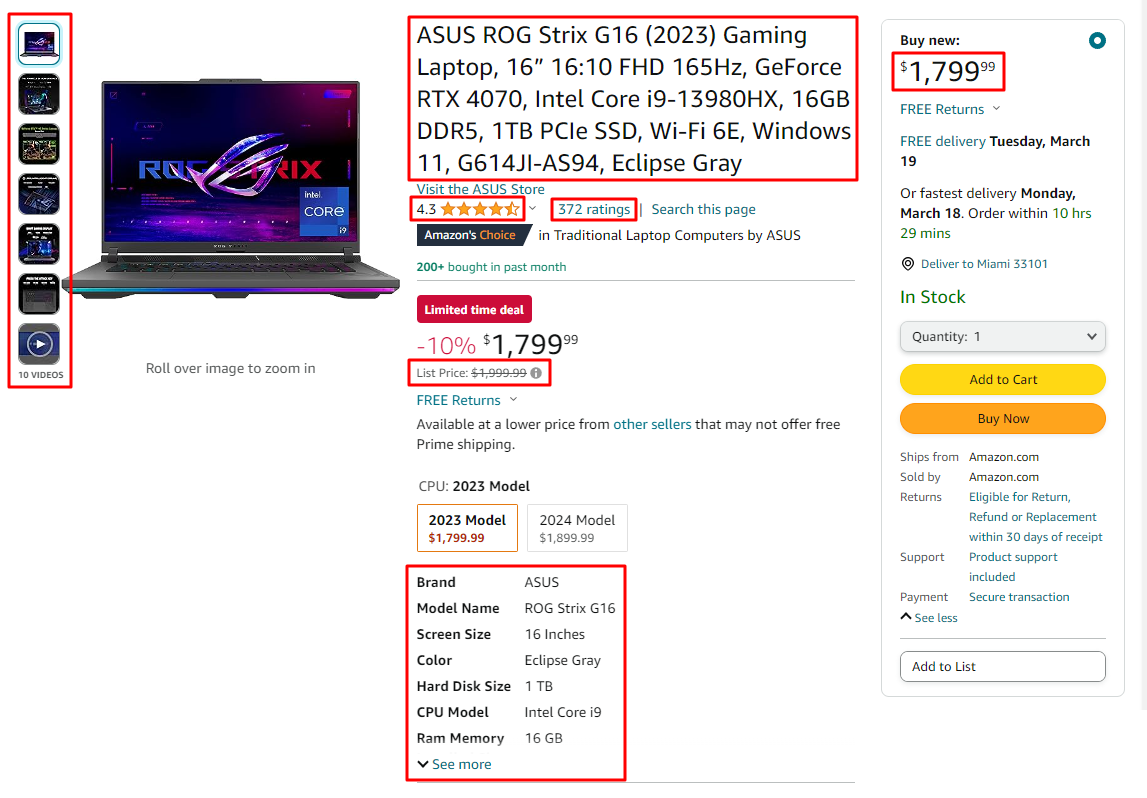 10 VIDEOS
ROG STRIX
intel
CORE
i9
Roll over image to zoom in
ASUS ROG Strix G16 (2023) Gaming
Laptop, 16” 16:10 FHD 165Hz, GeForce
RTX 4070, Intel Core i9-13980HX, 16GB
DDR5, 1TB PCIe SSD, Wi-Fi 6E, Windows
11, G614JI-AS94, Eclipse Gray
Visit the ASUS Store
4.3
372 ratings | Search this page
Amazon's Choice in Traditional Laptop Computers by ASUS
200+ bought in past month
Limited time deal
-10% $1,799.99
List Price: $1,999.99
FREE Returns
Available at a lower price from other sellers that may not offer free
Prime shipping.
CPU: 2023 Model
2023 Model
$1,799.99
2024 Model
$1,899.99
Brand ASUS
Model Name ROG Strix G16
Screen Size 16 Inches
Color Eclipse Gray
Hard Disk Size 1 TB
CPU Model Intel Core i9
Ram Memory 16 GB
See more
Buy new:
$1,799.99
FREE Returns
FREE delivery Tuesday, March
19
Or fastest delivery Monday,
March 18. Order within 10 hrs
29 mins
Deliver to Miami 33101
In Stock
Quantity: 1
Add to Cart
Buy Now
Ships from Amazon.com
Sold by Amazon.com
Returns Eligible for Return,
Refund or Replacement
within 30 days of receipt
Support Product support
included
Payment Secure transaction
See less
Add to List